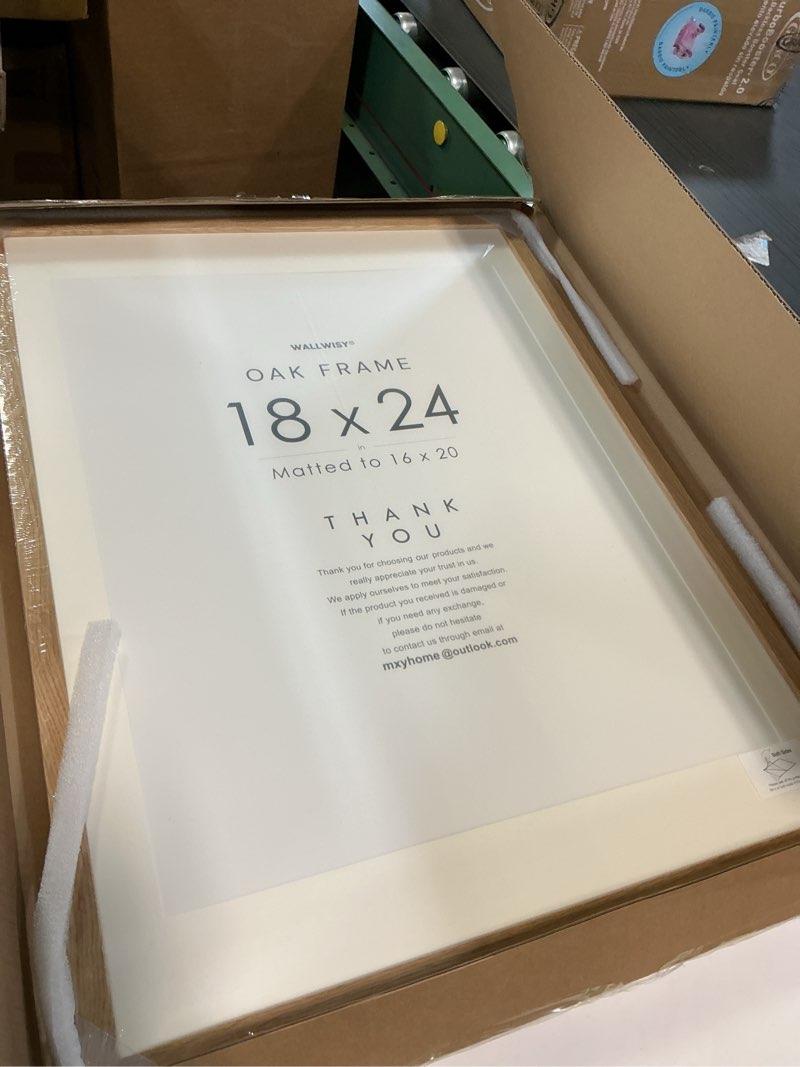 urboBooster 2.0
WALLWISY®
OAK FRAME
18 x 24
in
Matted to 16 x 20
THANK
YOU
Thank you for choosing our products and we
really appreciate your trust in us.
We apply ourselves to meet your satisfaction.
If the product you received is damaged or
if you need any exchange,
please do not hesitate
to contact us through email at
mxyhome@outlook.com